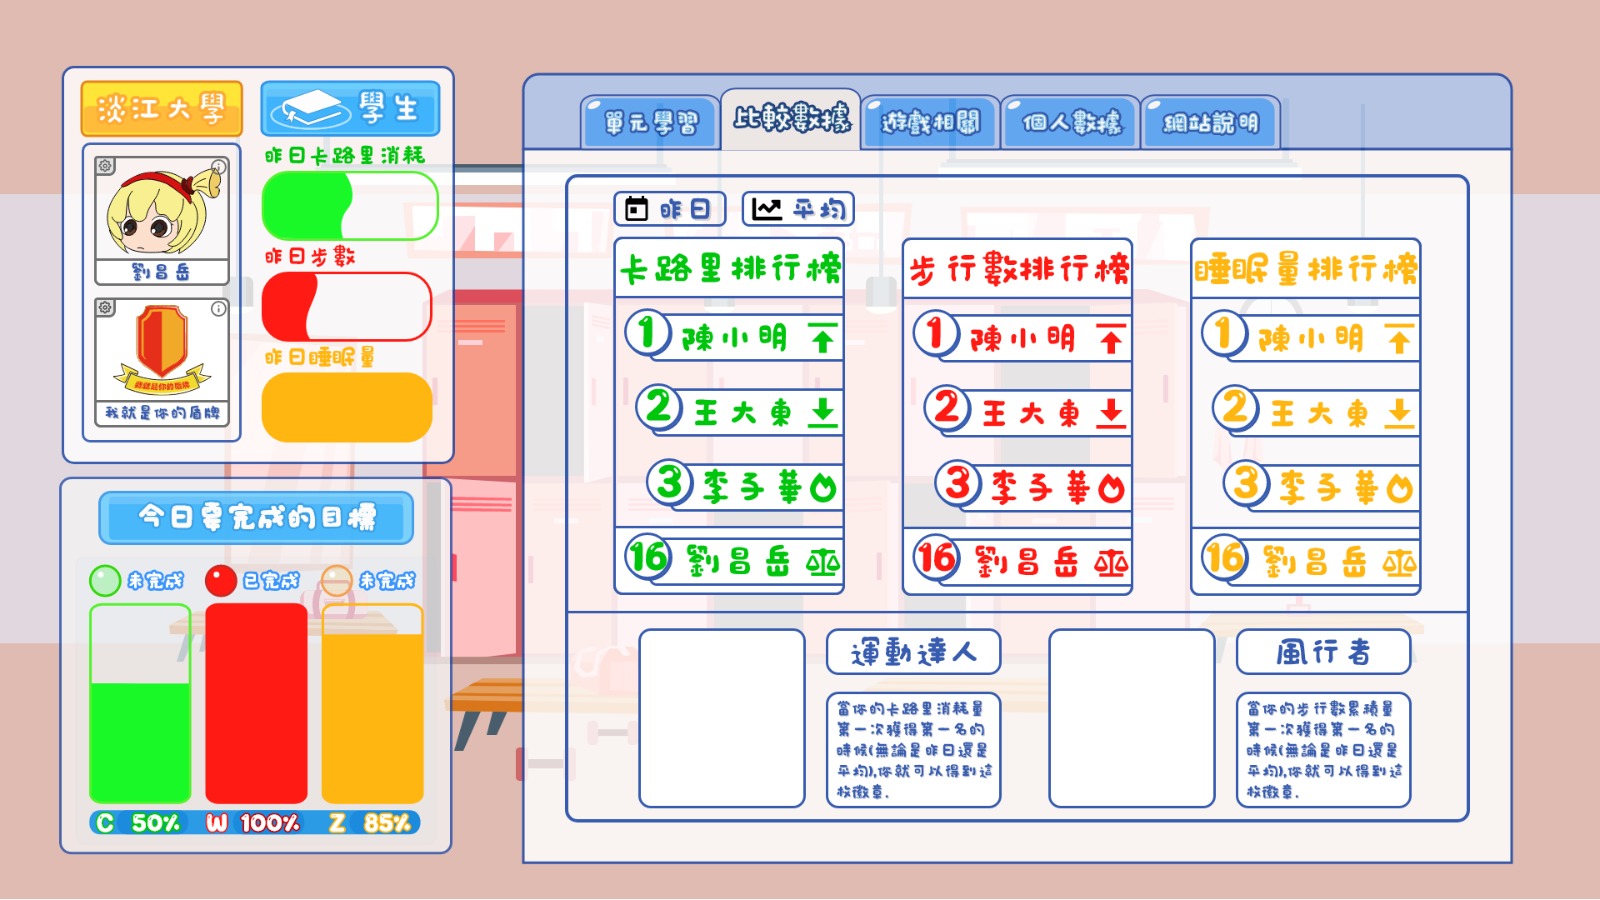 淡江大學
學生
昨日卡路里消耗
劉昌岳
昨日步數
昨日睡眠量
我就是你的盾牌
我就是你的盾牌
今日要完成的目標
未完成
已完成
未完成
C 50%
W 100%
Z 85%
單元學習
比較數據
遊戲相關
個人數據
網站說明
昨日
平均
卡路里排行榜
1 陳小明
2 王大東
3 李子華
16 劉昌岳
步行數排行榜
1 陳小明
2 王大東
3 李子華
16 劉昌岳
睡眠量排行榜
1 陳小明
2 王大東
3 李子華
16 劉昌岳
運動達人
當你的卡路里消耗量
第一次獲得第一名的
時候(無論是昨日還是
平均),你就可以得到這
枚徽章.
風行者
當你的步行數累積量
第一次獲得第一名的
時候(無論是昨日還是
平均),你就可以得到這
枚徽章.